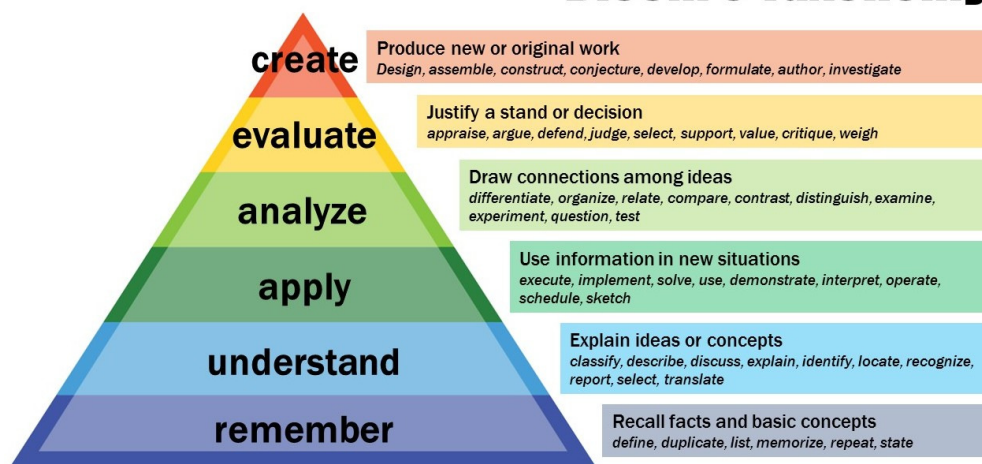 create
Produce new or original work
Design, assemble, construct, conjecture, develop, formulate, author, investigate
evaluate
Justify a stand or decision
appraise, argue, defend, judge, select, support, value, critique, weigh
analyze
Draw connections among ideas
differentiate, organize, relate, compare, contrast, distinguish, examine,
experiment, question, test
apply
Use information in new situations
execute, implement, solve, use, demonstrate, interpret, operate,
schedule, sketch
understand
Explain ideas or concepts
classify, describe, discuss, explain, identify, locate, recognize,
report, select, translate
remember
Recall facts and basic concepts
define, duplicate, list, memorize, repeat, state